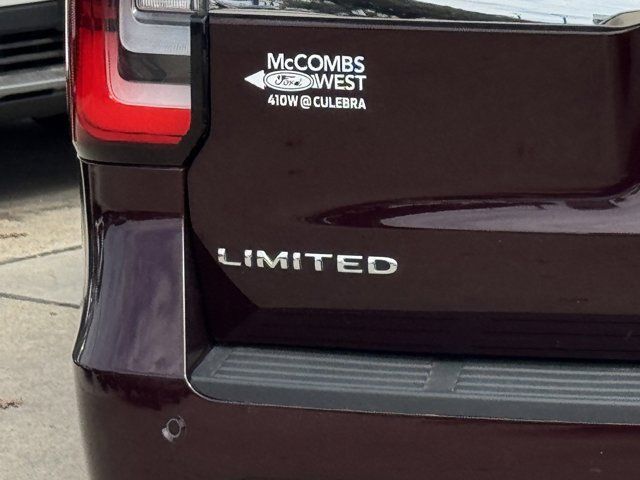 McCOMBS
Ford WEST
410W @ CULEBRA
LIMITED